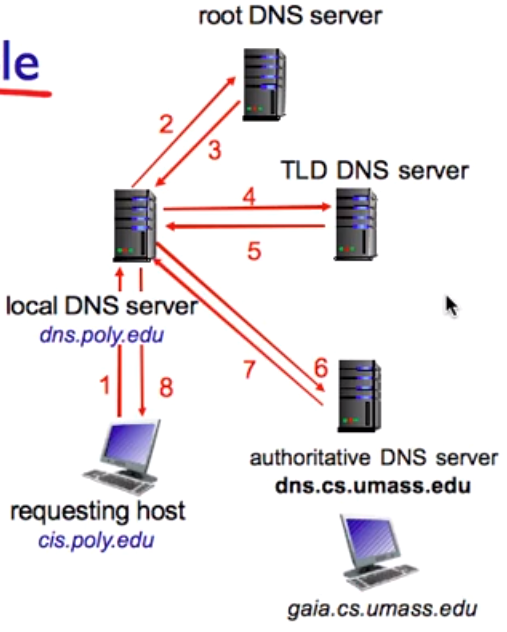 root DNS server
le
2
3
TLD DNS server
4
5
local DNS server
dns.poly.edu
1
8
7
6
authoritative DNS server
dns.cs.umass.edu
requesting host
cis.poly.edu
gaia.cs.umass.edu